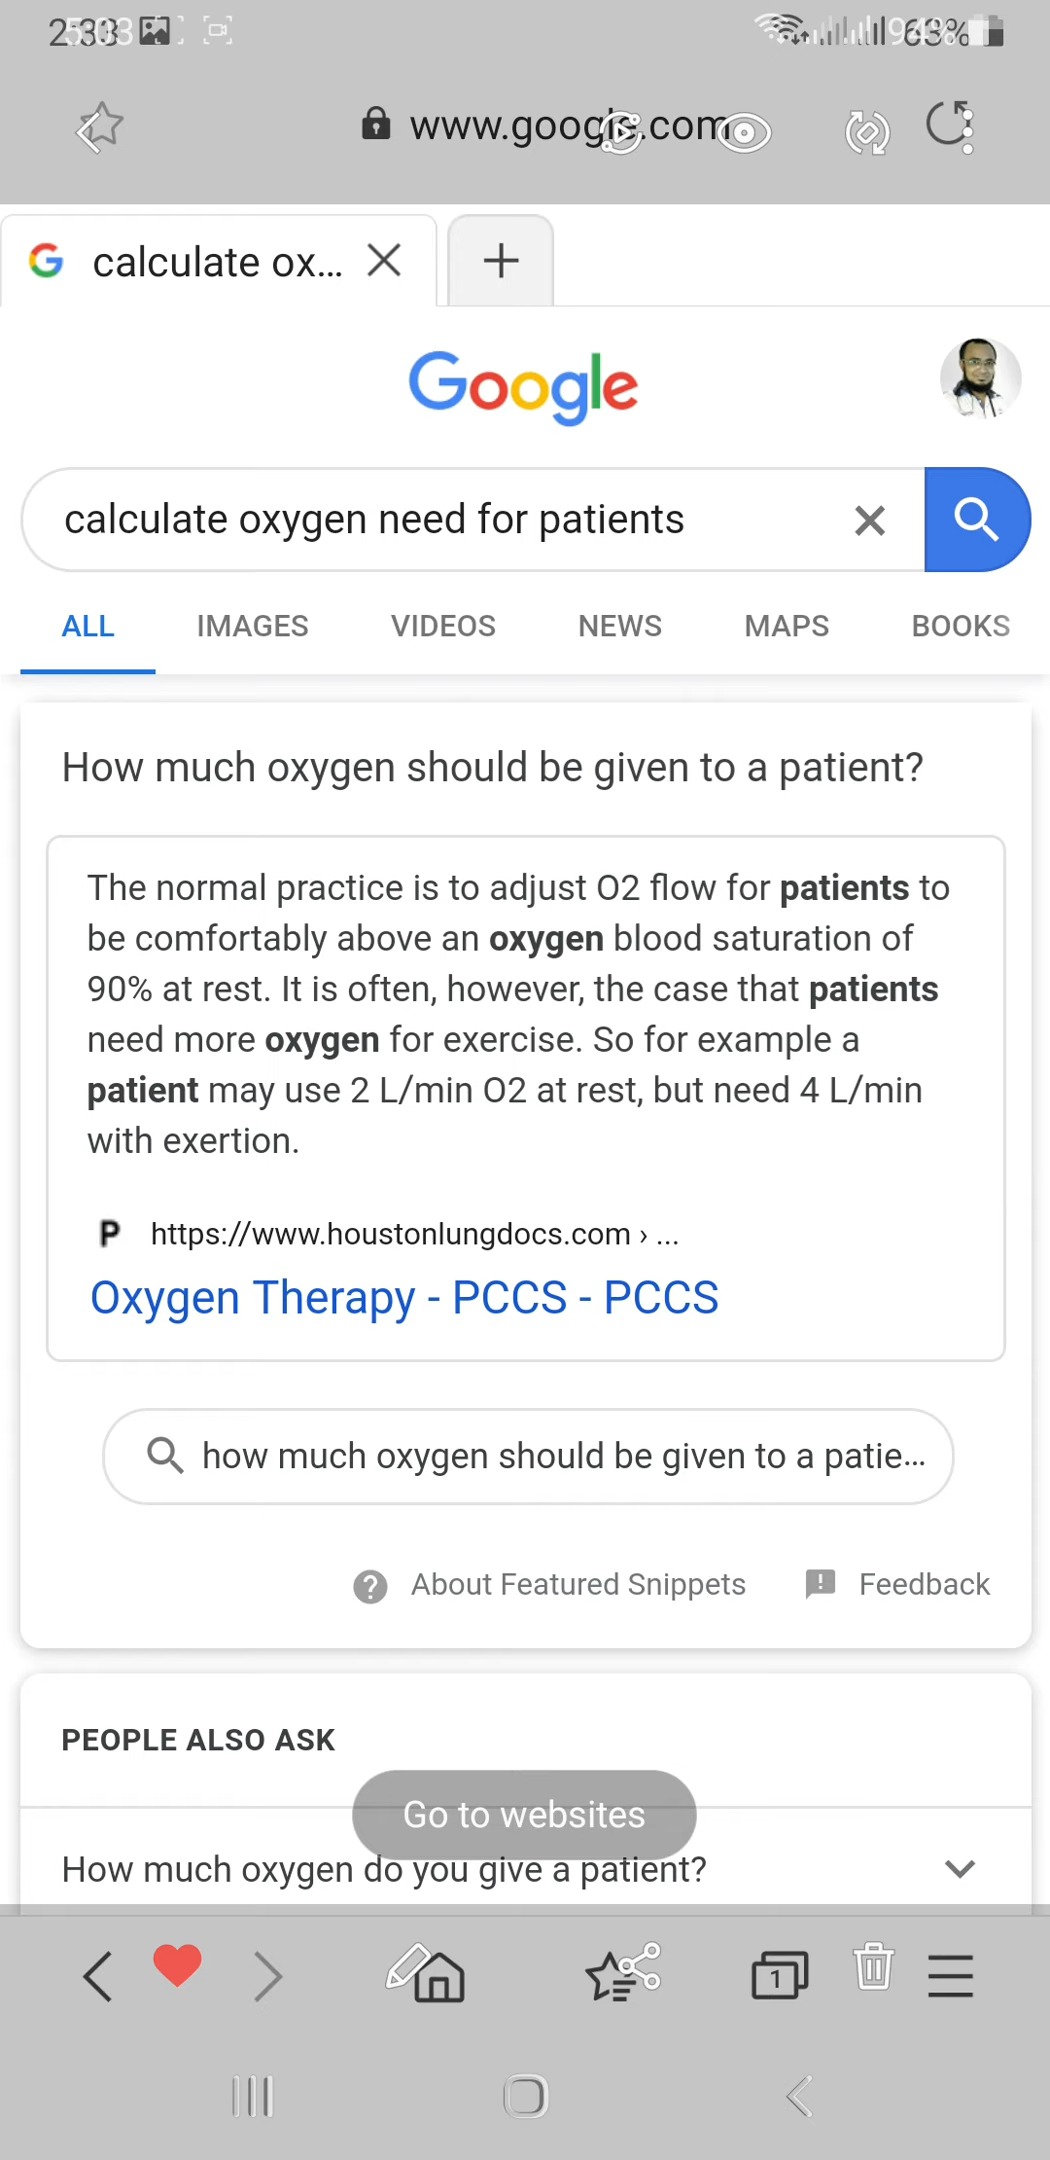 www.google.com
calculate ox...
Google
calculate oxygen need for patients
ALL IMAGES VIDEOS NEWS MAPS BOOKS
How much oxygen should be given to a patient?
The normal practice is to adjust O2 flow for patients to
be comfortably above an oxygen blood saturation of
90% at rest. It is often, however, the case that patients
need more oxygen for exercise. So for example a
patient may use 2 L/min O2 at rest, but need 4 L/min
with exertion.
P https://www.houstonlungdocs.com › ...
Oxygen Therapy - PCCS - PCCS
how much oxygen should be given to a patie...
About Featured Snippets Feedback
PEOPLE ALSO ASK
Go to websites
How much oxygen do you give a patient?
1